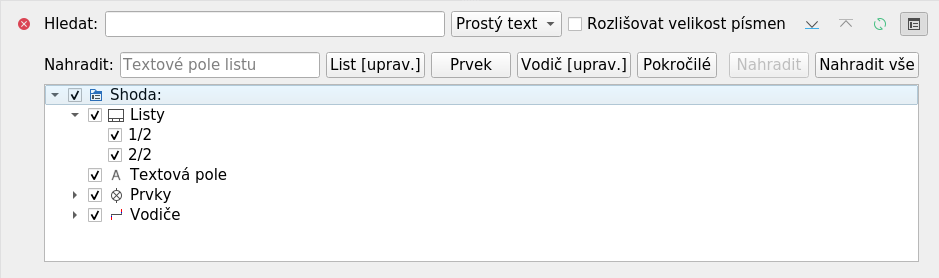 Hledat: Prostý text Rozlišovat velikost písmen
Nahradit: Textové pole listu List [uprav.] Prvek Vodič [uprav.] Pokročilé Nahradit Nahradit vše
Shoda:
Listy
1/2
2/2
Textová pole
Prvky
Vodiče